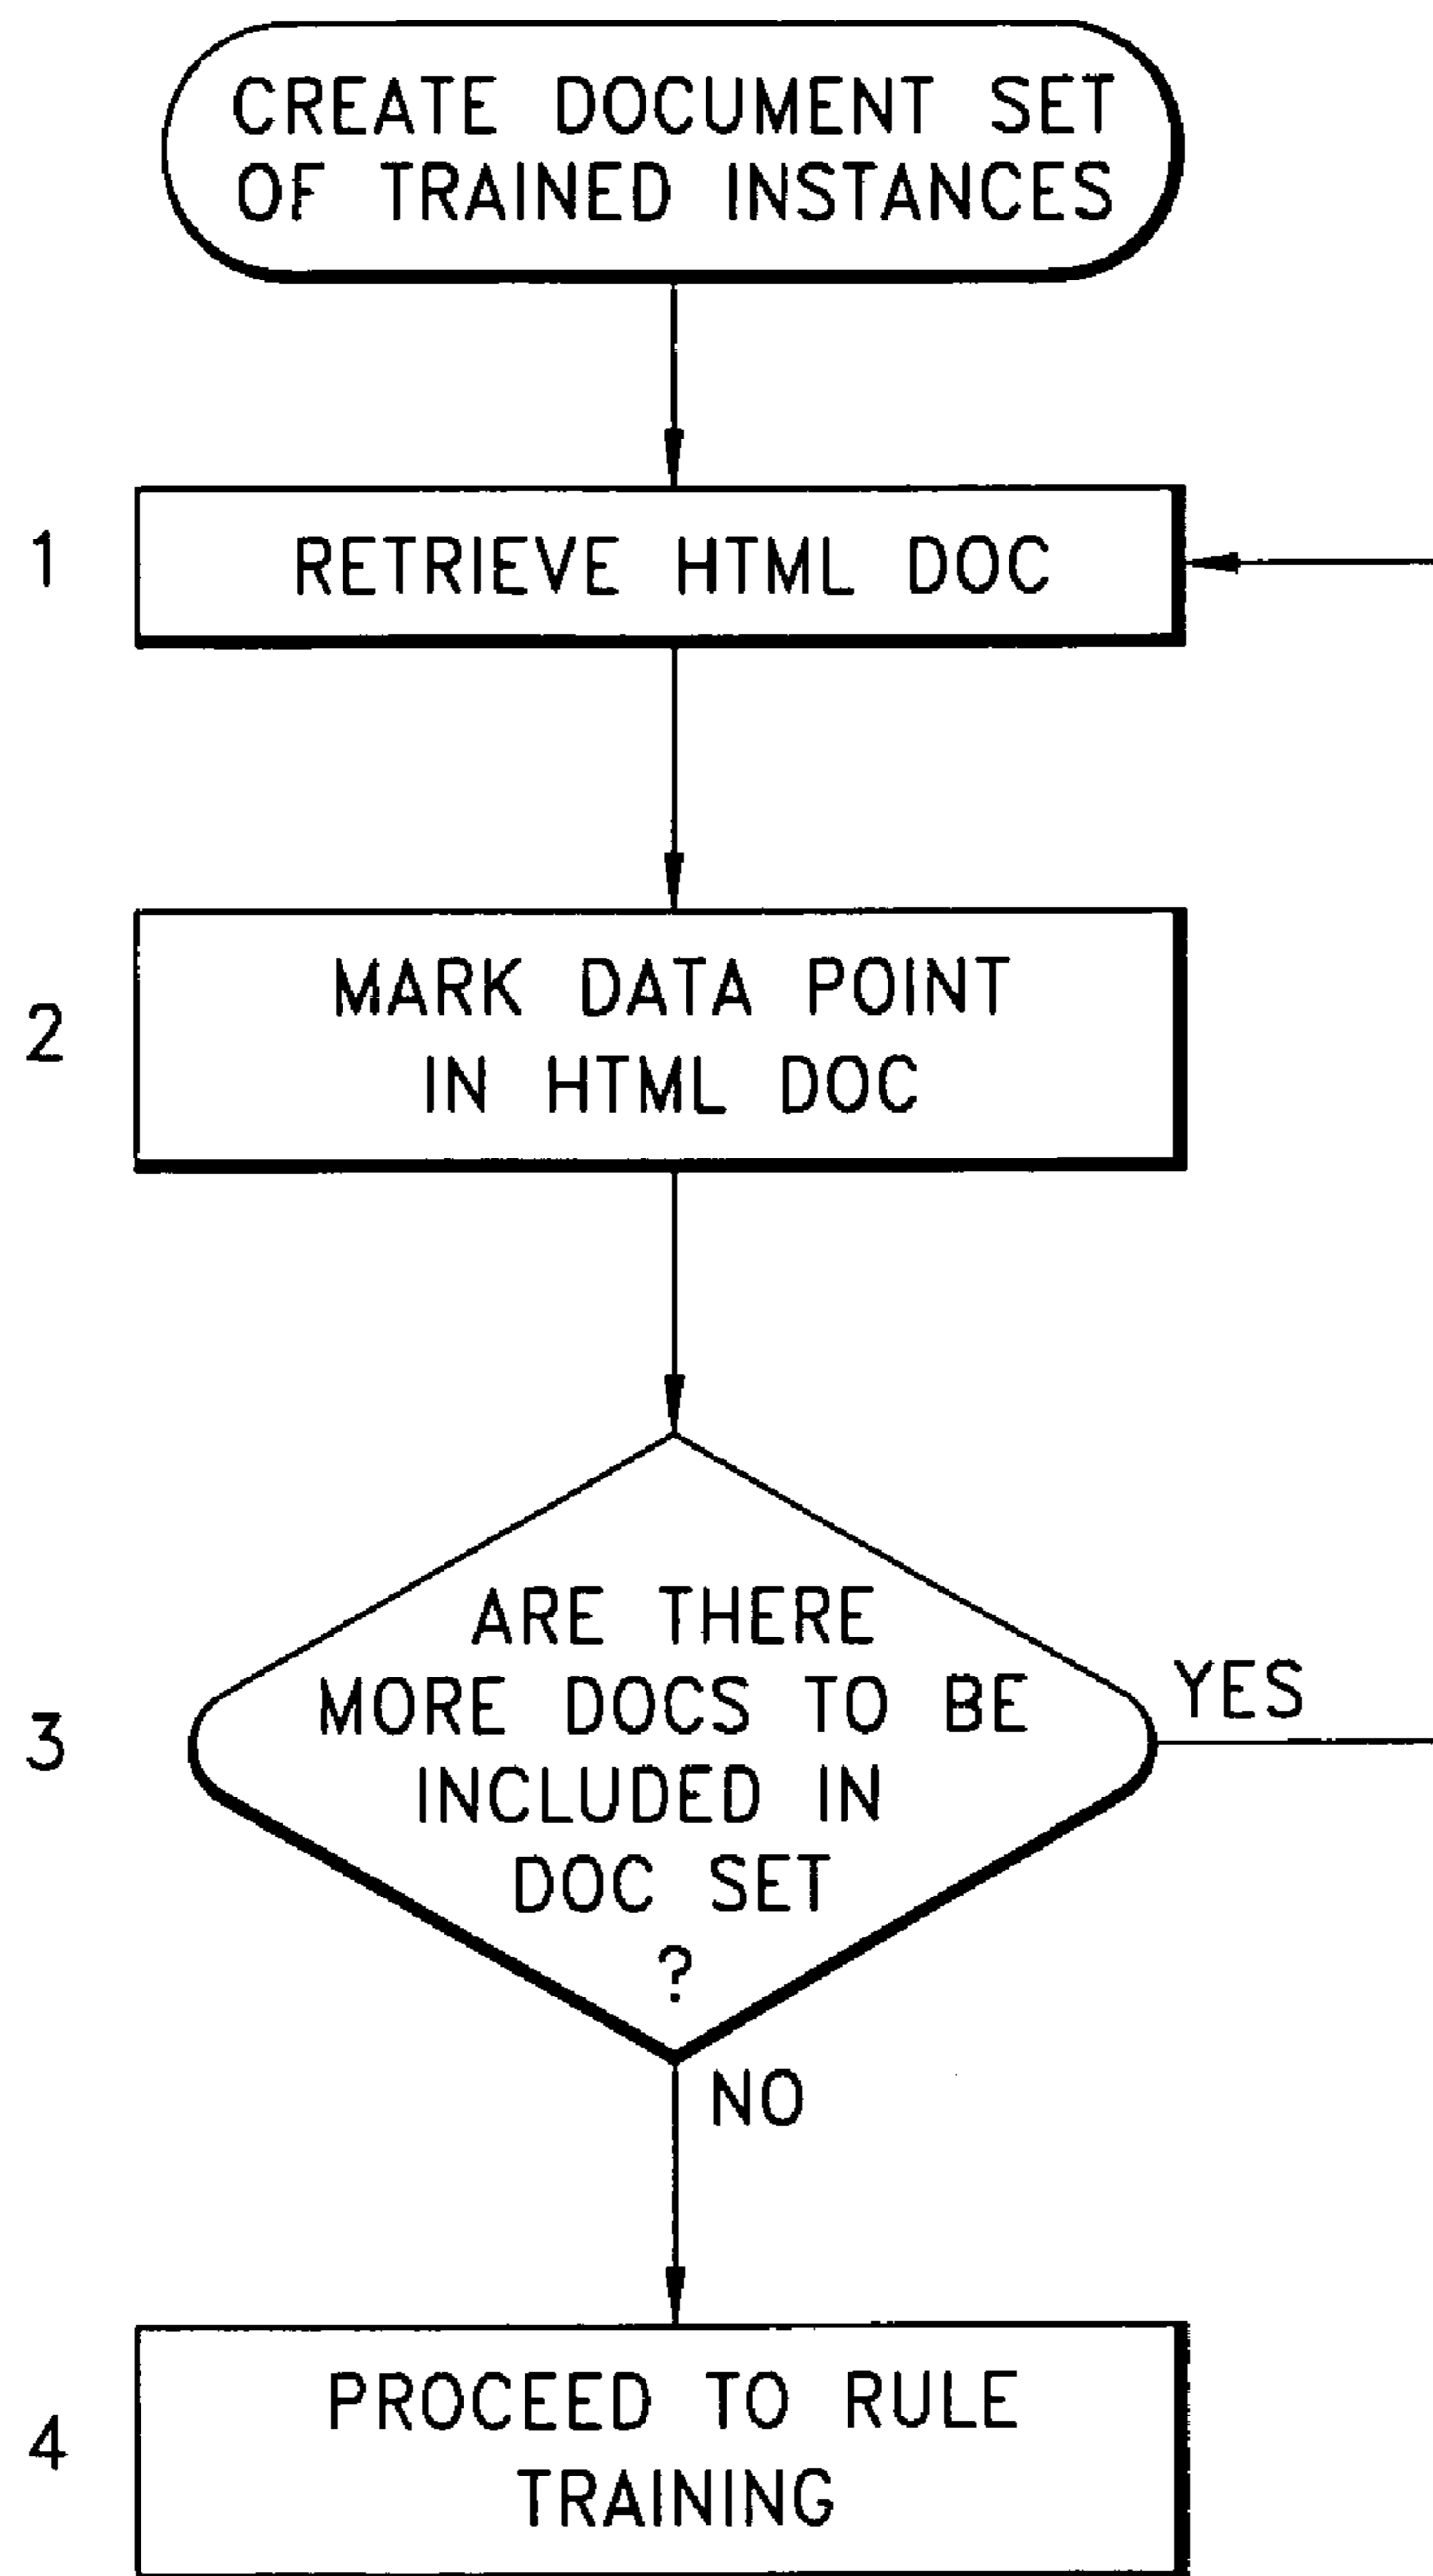 CREATE DOCUMENT SET
OF TRAINED INSTANCES
1
RETRIEVE HTML DOC
2
MARK DATA POINT
IN HTML DOC
3
ARE THERE
MORE DOCS TO BE
INCLUDED IN
DOC SET
?
YES
NO
4
PROCEED TO RULE
TRAINING